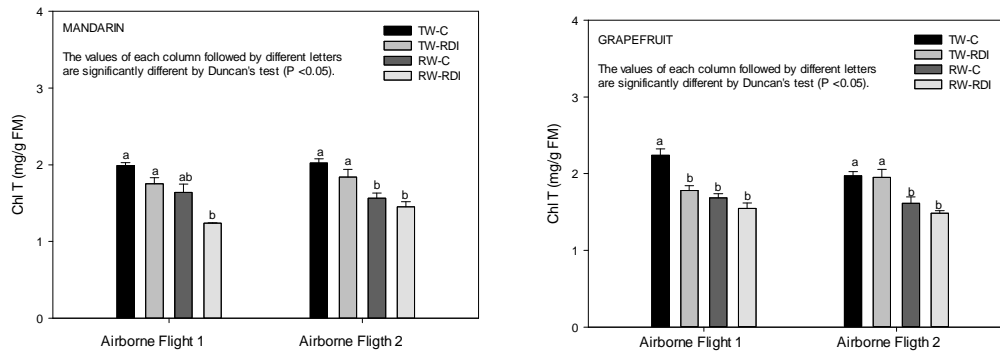 MANDARIN
The values of each column followed by different letters
are significantly different by Duncan's test (P <0.05).
TW-C
TW-RDI
RW-C
RW-RDI
Chl T (mg/g FM)
4
3
2
1
0
a
a
ab
b
a
a
b
b
Airborne Flight 1
Airborne Fligth 2
GRAPEFRUIT
The values of each column followed by different letters
are significantly different by Duncan's test (P <0.05).
TW-C
TW-RDI
RW-C
RW-RDI
Chl T (mg/g FM)
4
3
2
1
0
a
b
b
b
a
a
b
b
Airborne Flight 1
Airborne Flight 2